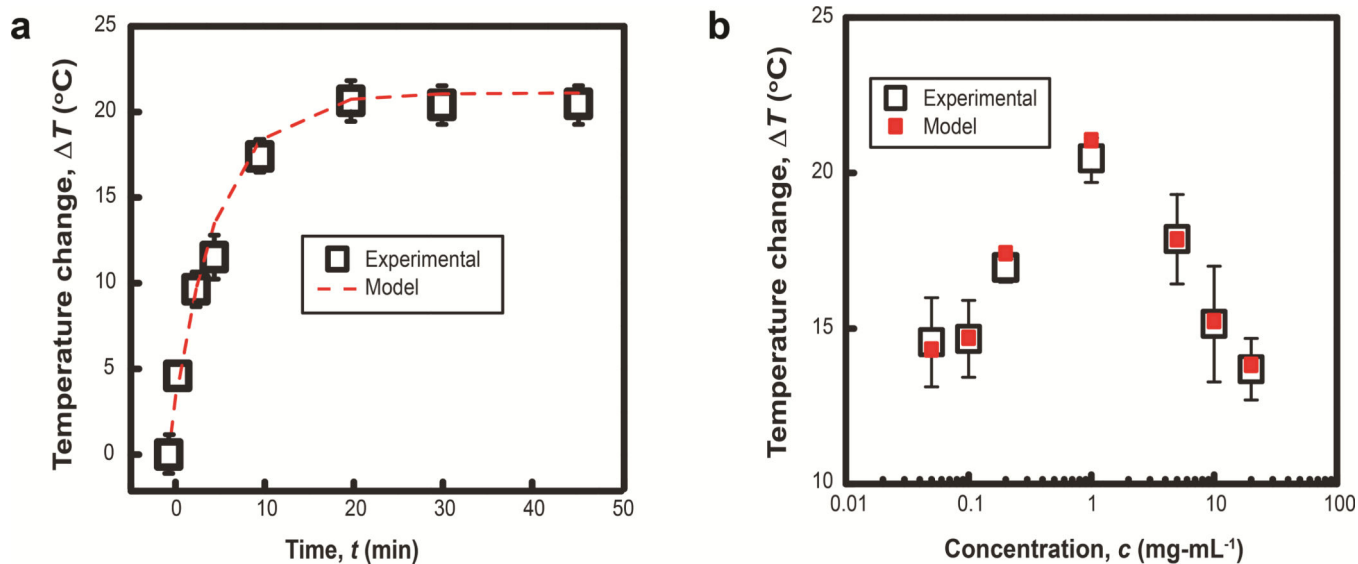 a
25
20
15
10
5
0
Temperature change, ΔT (°C)
Experimental
Model
0 10 20 30 40 50
Time, t (min)
b
25
20
15
10
Temperature change, ΔT (°C)
Experimental
Model
0.01 0.1 1 10 100
Concentration, c (mg-mL⁻¹)